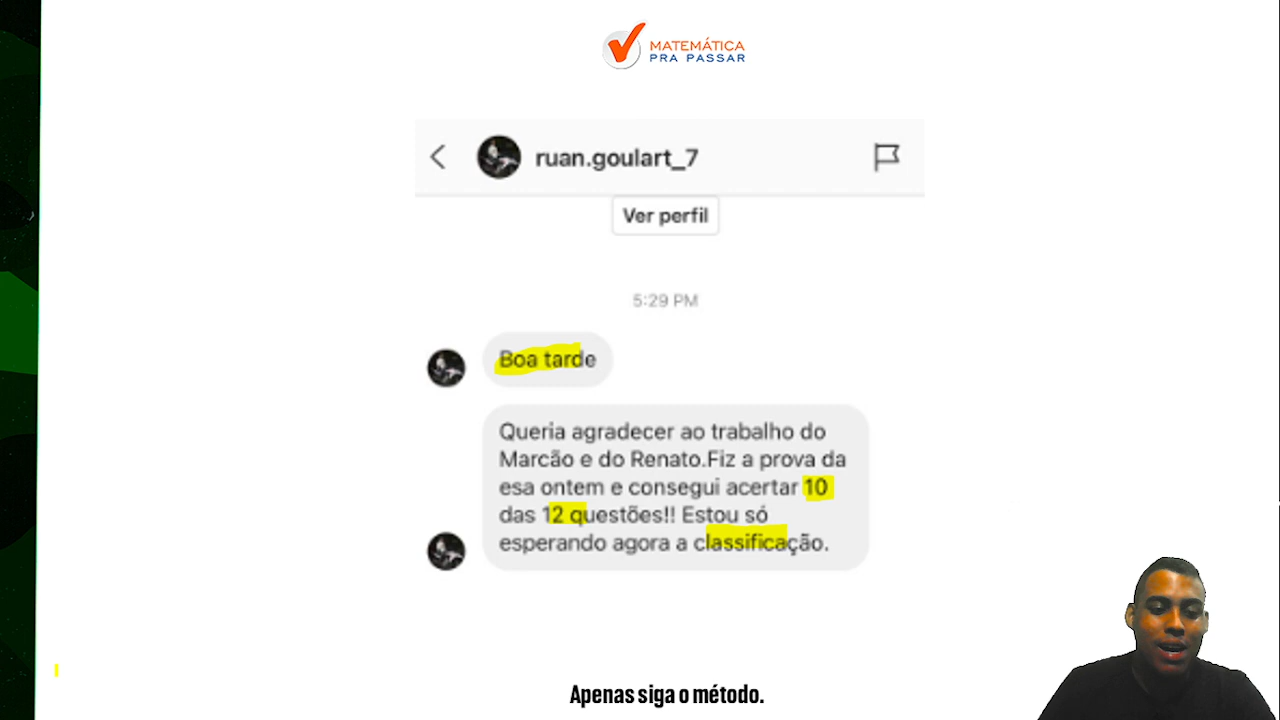 MATEMÁTICA
PRA PASSAR
ruan.goulart_7
Ver perfil
5:29 PM
Boa tarde
Queria agradecer ao trabalho do
Marcão e do Renato.Fiz a prova da
esa ontem e consegui acertar 10
das 12 questões!! Estou só
esperando agora a classificação.
Apenas siga o método.